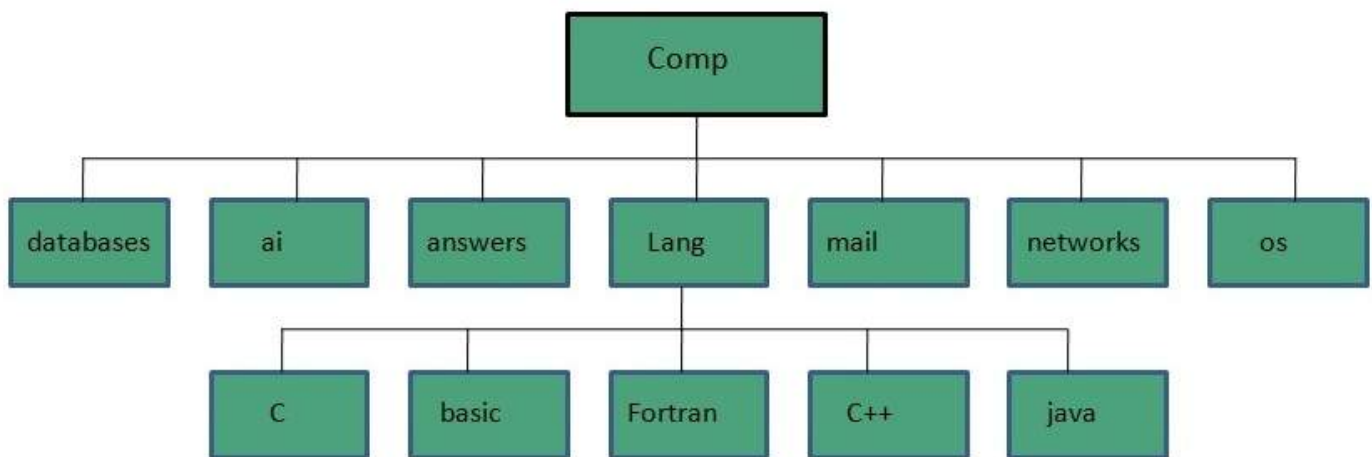 Comp
databases
ai
answers
Lang
mail
networks
os
C
basic
Fortran
C++
java